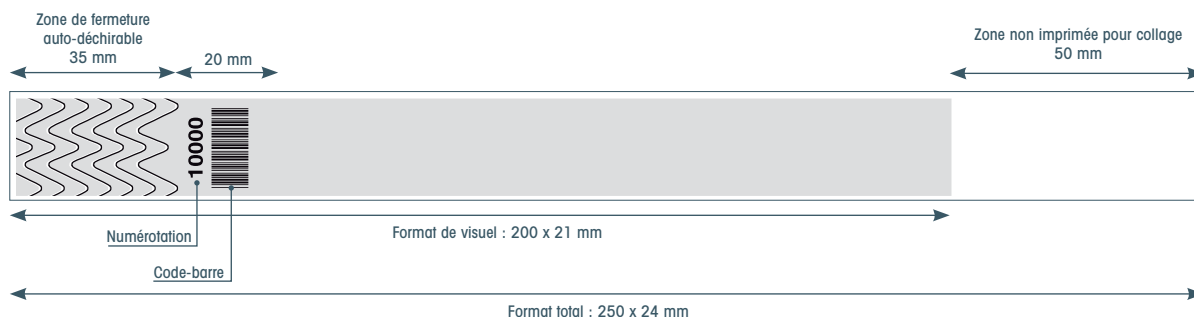 Zone de fermeture
auto-déchirable
35 mm
20 mm
Zone non imprimée pour collage
50 mm
10000
Numérotation
Format de visuel : 200 x 21 mm
Code-barre
Format total : 250 x 24 mm